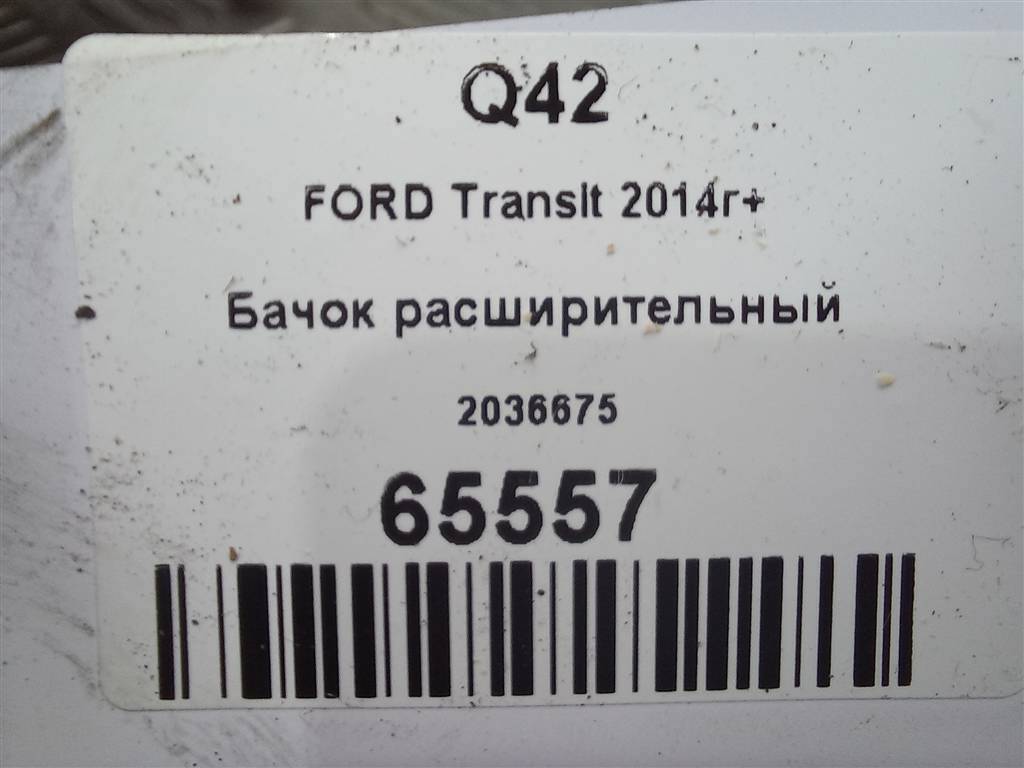 Q42
FORD Transit 2014г+
Бачок расширительный
2036675
65557